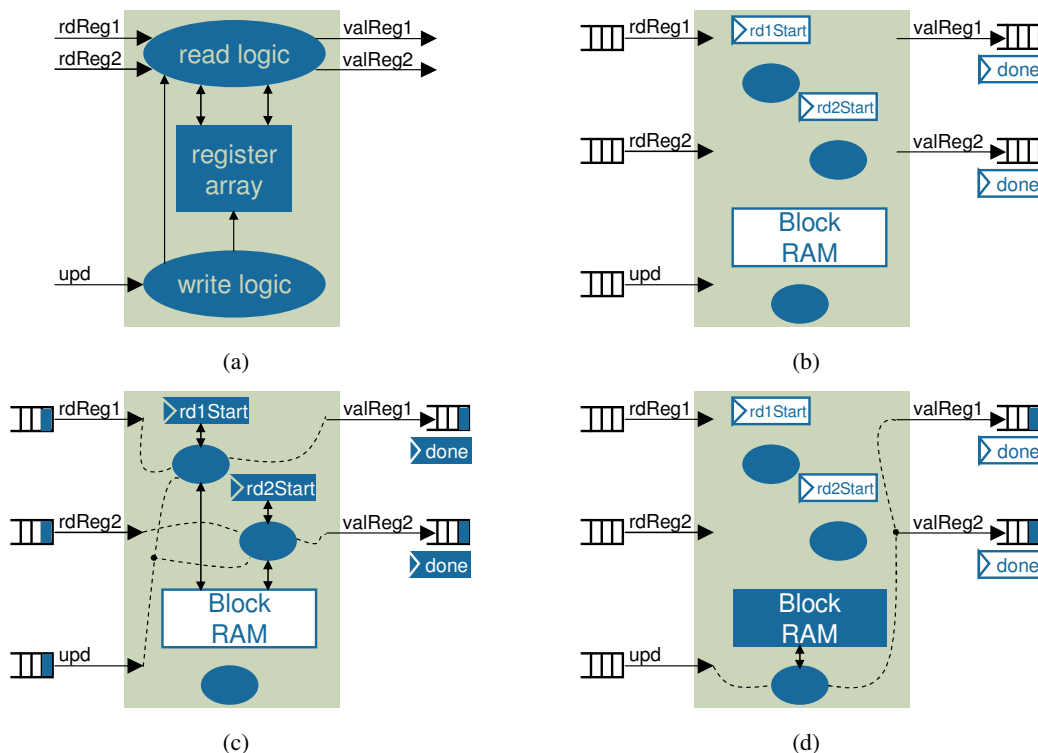 rdReg1
rdReg2
read logic
valReg1
valReg2
register
array
upd
write logic
(a)
rdReg1
rd1Start
valReg1
done
rd2Start
rdReg2
valReg2
done
Block
RAM
upd
(b)
rdReg1
rd1Start
valReg1
done
rd2Start
rdReg2
valReg2
done
Block
RAM
upd
(c)
rdReg1
rd1Start
valReg1
done
rd2Start
rdReg2
valReg2
done
Block
RAM
upd
(d)